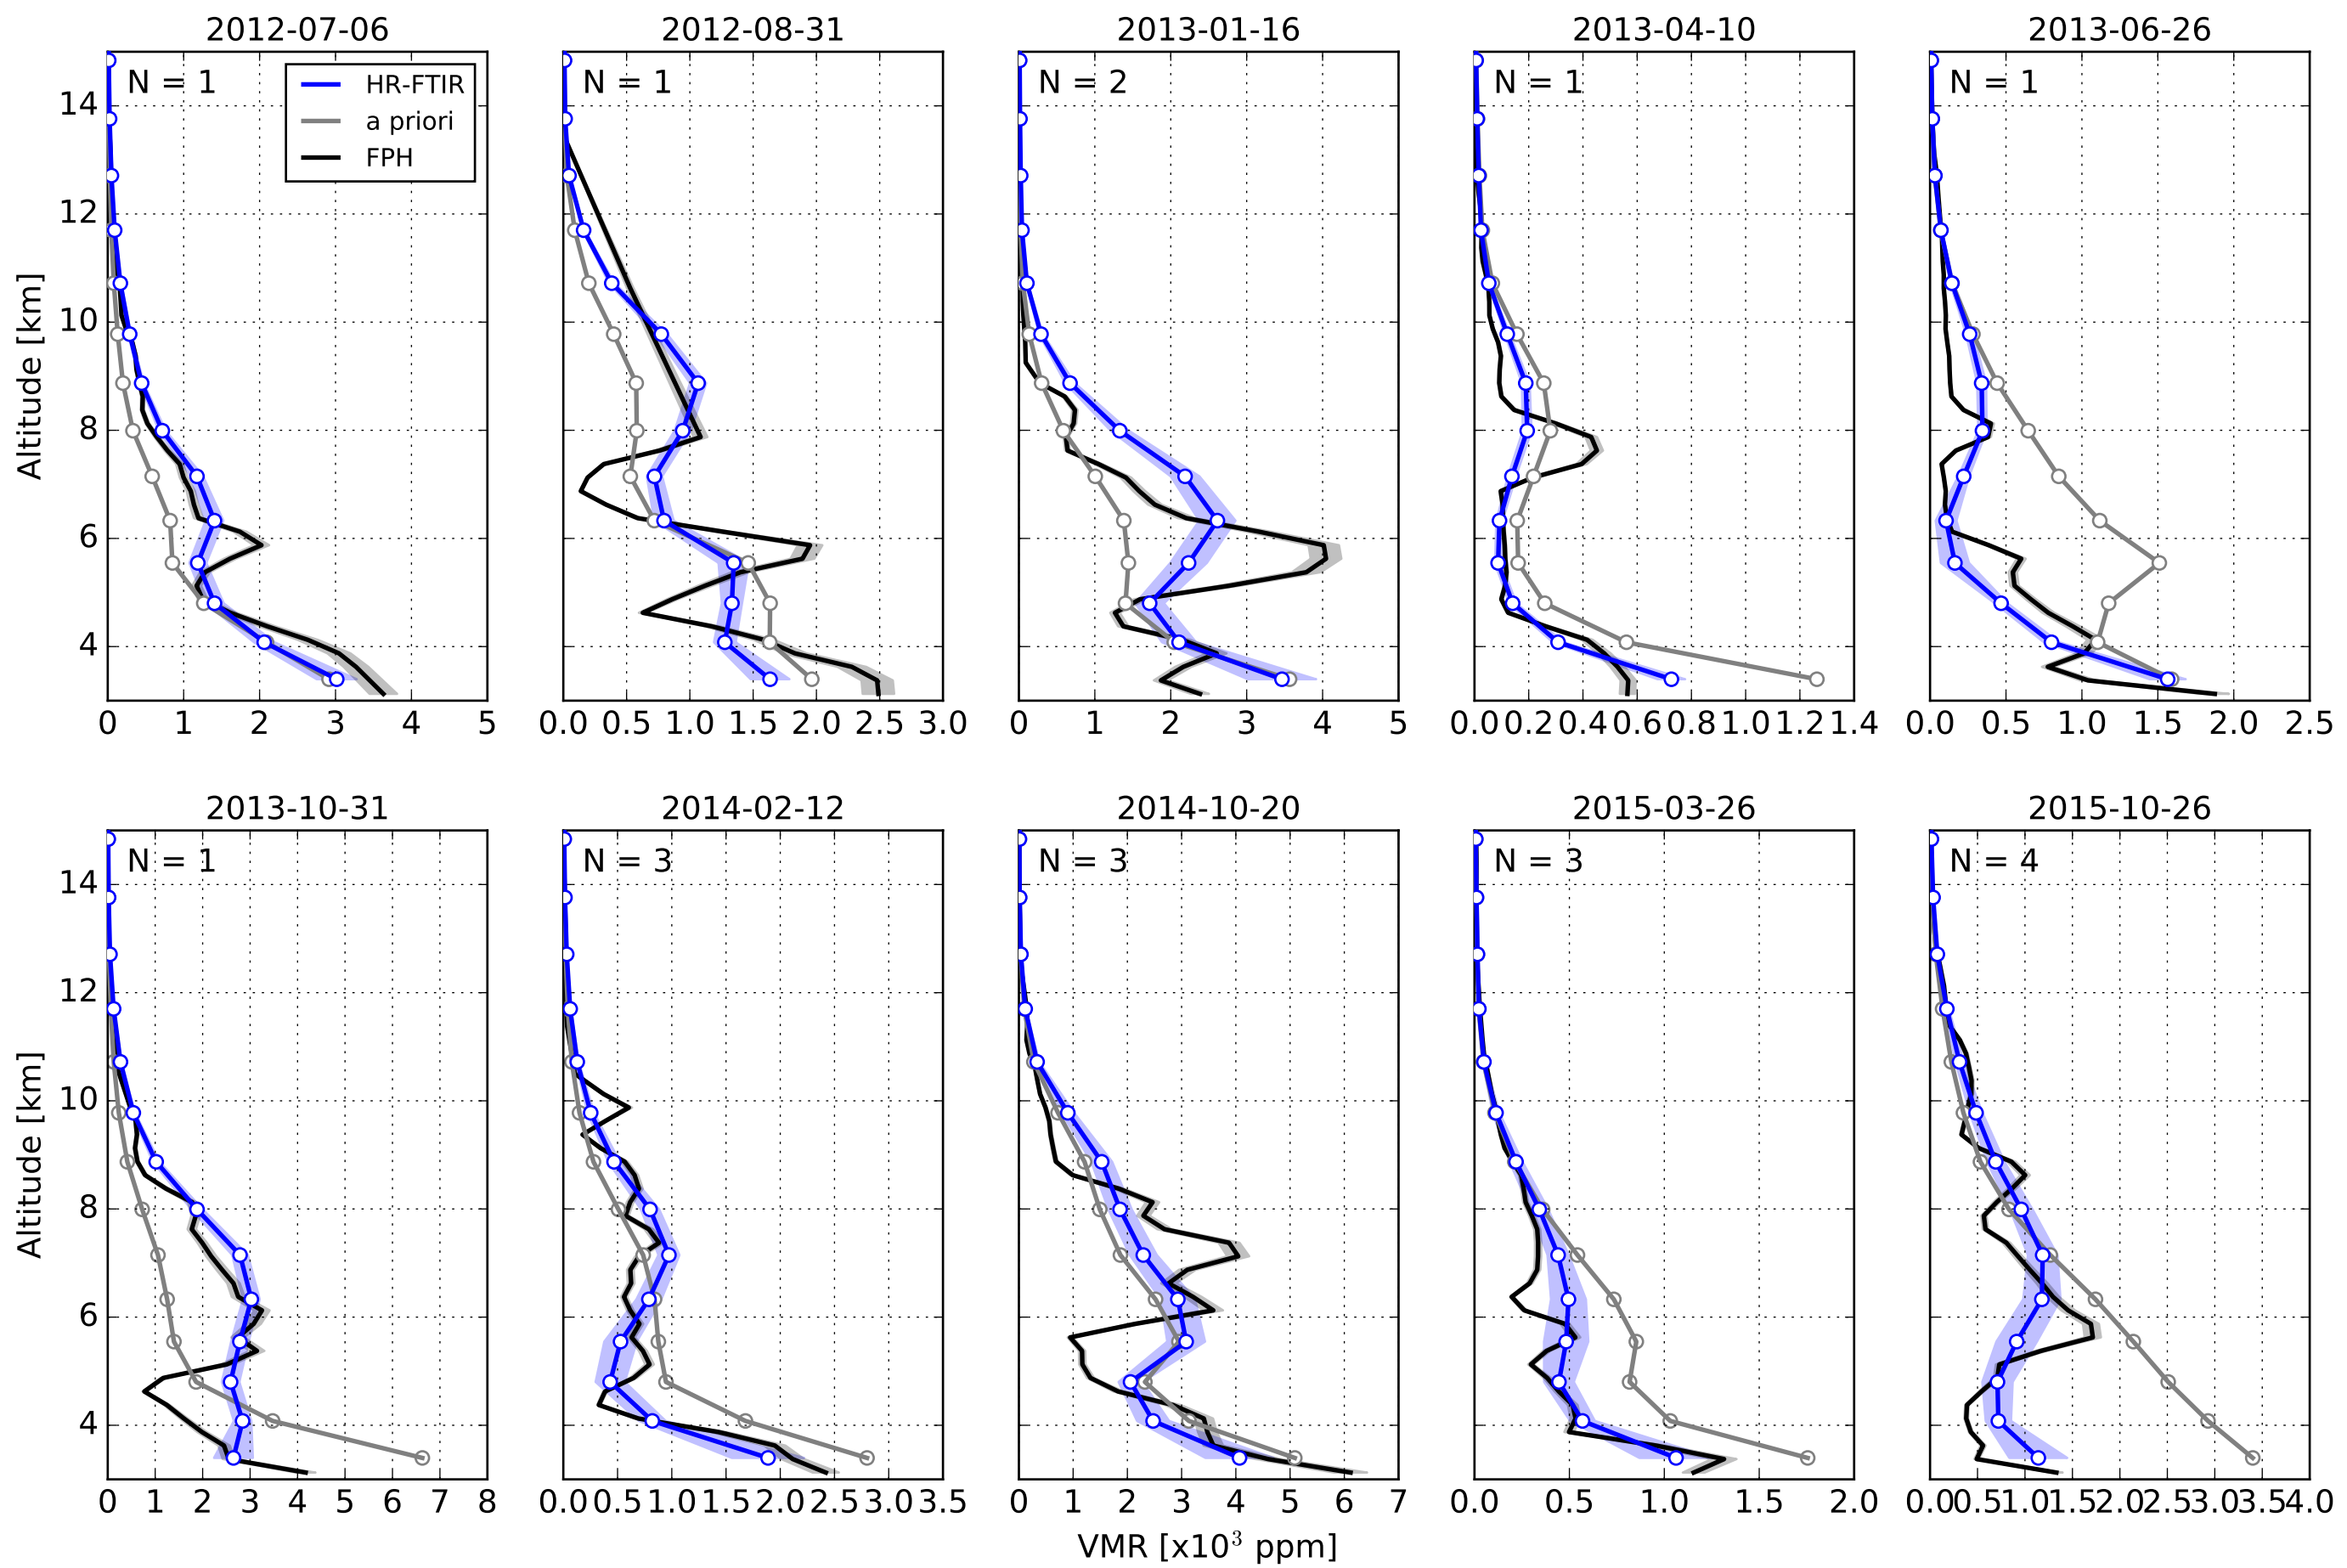 2012-07-06 2012-08-31 2013-01-16 2013-04-10 2013-06-26
N = 1 N = 1 N = 2 N = 1 N = 1
HR-FTIR
a priori
FPH
Altitude [km]
14
12
10
8
6
4
0 1 2 3 4 5 0.0 0.5 1.0 1.5 2.0 2.5 3.0 0 1 2 3 4 5 0.0 0.2 0.4 0.6 0.8 1.0 1.2 1.4 0.0 0.5 1.0 1.5 2.0 2.5
2013-10-31 2014-02-12 2014-10-20 2015-03-26 2015-10-26
N = 1 N = 3 N = 3 N = 3 N = 4
Altitude [km]
14
12
10
8
6
4
0 1 2 3 4 5 6 7 8 0.0 0.5 1.0 1.5 2.0 2.5 3.0 3.5 0 1 2 3 4 5 6 7 0.0 0.5 1.0 1.5 2.0 0.0 0.5 1.0 1.5 2.0 2.5 3.0 3.5 4.0
VMR [x10³ ppm]